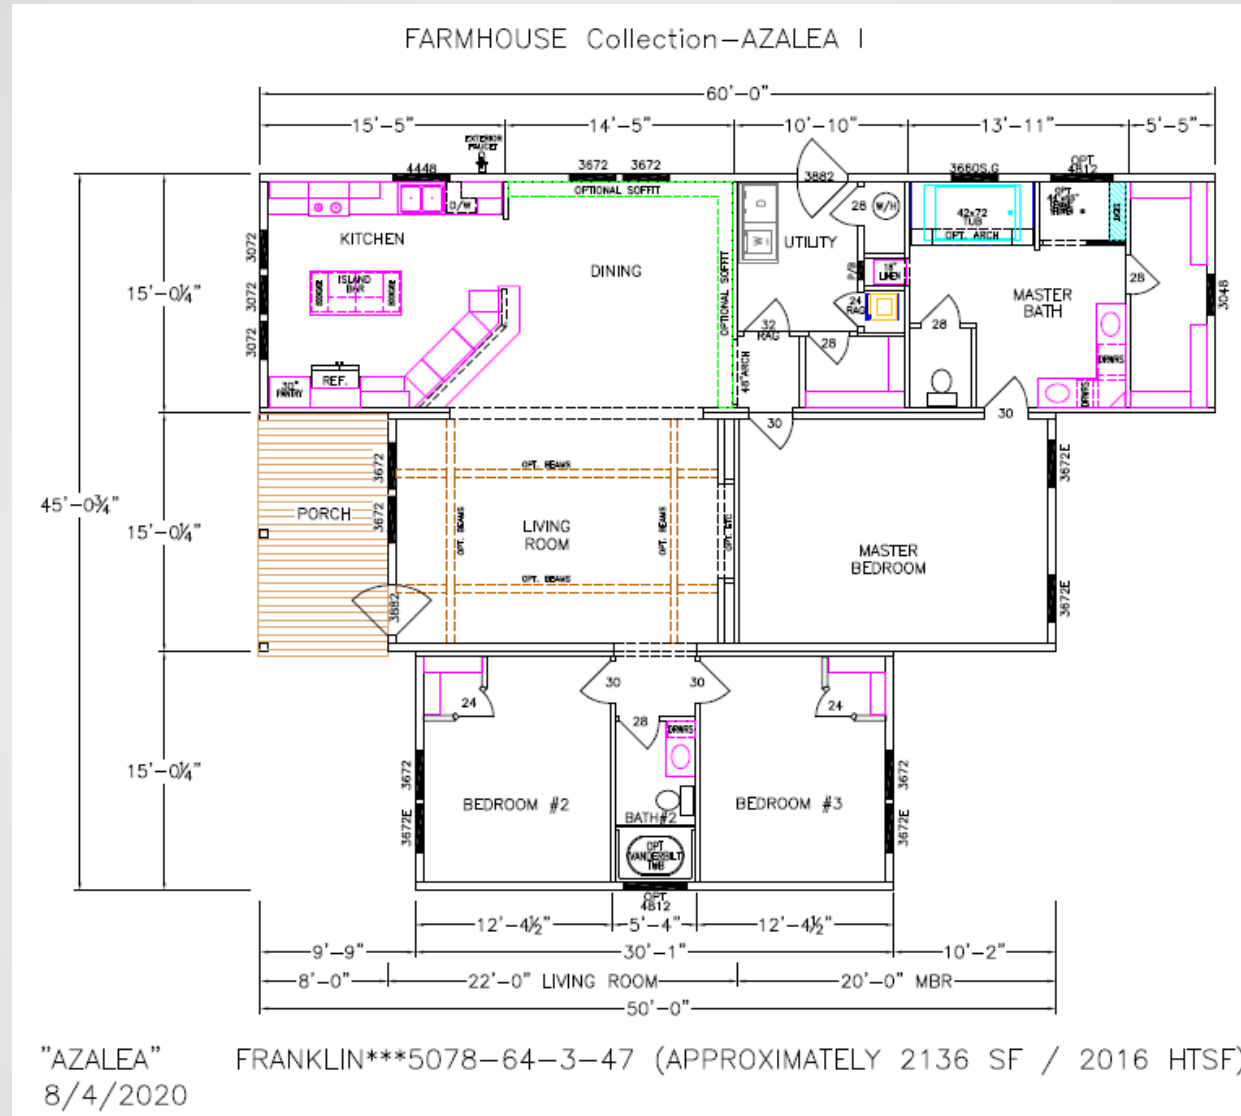 FARMHOUSE Collection-AZALEA I
60'-0"
15'-5" 14'-5" 10'-10" 13'-11" 5'-5"
EXTERIOR
FAUCET
4448
3672 3672
3882
3660S.G
OPT
4812
OPTIONAL SOFFIT
D/W
D
28
W/H
42x72
TUB
OPT. ARCH
OPT
KITCHEN
W
UTILITY
DINING
OPTIONAL SOFFIT
3072
3072
3072
15'-0¼"
ISLAND
BAR
P/B
18"
LINEN
MASTER
BATH
28
3048
24
RAG
32
RAG
28
28
30"
PANTRY
REF.
48"ARCH
DRWRS
DRWRS
30
30
45'-0¾"
15'-0¼"
PORCH
3672
3672
OPT. BEAMS
OPT. BEAMS
OPT. BEAMS
OPT. BEAMS
LIVING
ROOM
MASTER
BEDROOM
3672E
3672E
3882
24
30
30
24
28
DRWRS
15'-0¼"
3672
3672E
BEDROOM #2
BATH#2
BEDROOM #3
3672
3672E
OPT
VANDERBILT
TUB
OPT
4812
12'-4½" 5'-4" 12'-4½"
9'-9" 30'-1" 10'-2"
8'-0" 22'-0" LIVING ROOM 20'-0" MBR
50'-0"
"AZALEA" FRANKLIN***5078-64-3-47 (APPROXIMATELY 2136 SF / 2016 HTSF)
8/4/2020